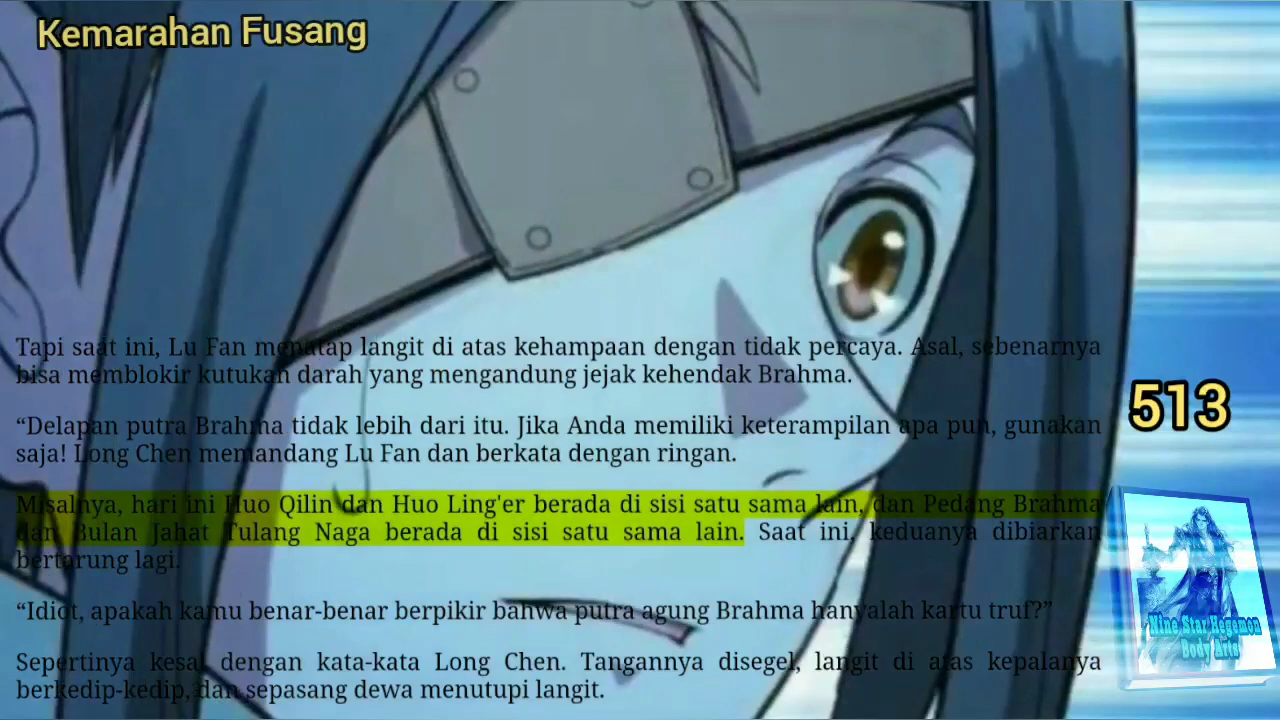 Kemarahan Fusang
Tapi saat ini, Lu Fan menatap langit di atas kehampaan dengan tidak percaya. Asal, sebenarnya
bisa memblokir kutukan darah yang mengandung jejak kehendak Brahma.
“Delapan putra Brahma tidak lebih dari itu. Jika Anda memiliki keterampilan apa pun, gunakan
saja! Long Chen memandang Lu Fan dan berkata dengan ringan.
513
Misalnya, hari ini Huo Qilin dan Huo Ling'er berada di sisi satu sama lain, dan Pedang Brahma
dan Bulan Jahat Tulang Naga berada di sisi satu sama lain. Saat ini, keduanya dibiarkan
bertarung lagi.
“Idiot, apakah kamu benar-benar berpikir bahwa putra agung Brahma hanyalah kartu truf?”
Sepertinya kesal dengan kata-kata Long Chen. Tangannya disegel, langit di atas kepalanya
berkedip-kedip, dan sepasang dewa menutupi langit.
Nine Star Hegemon
Body Arts